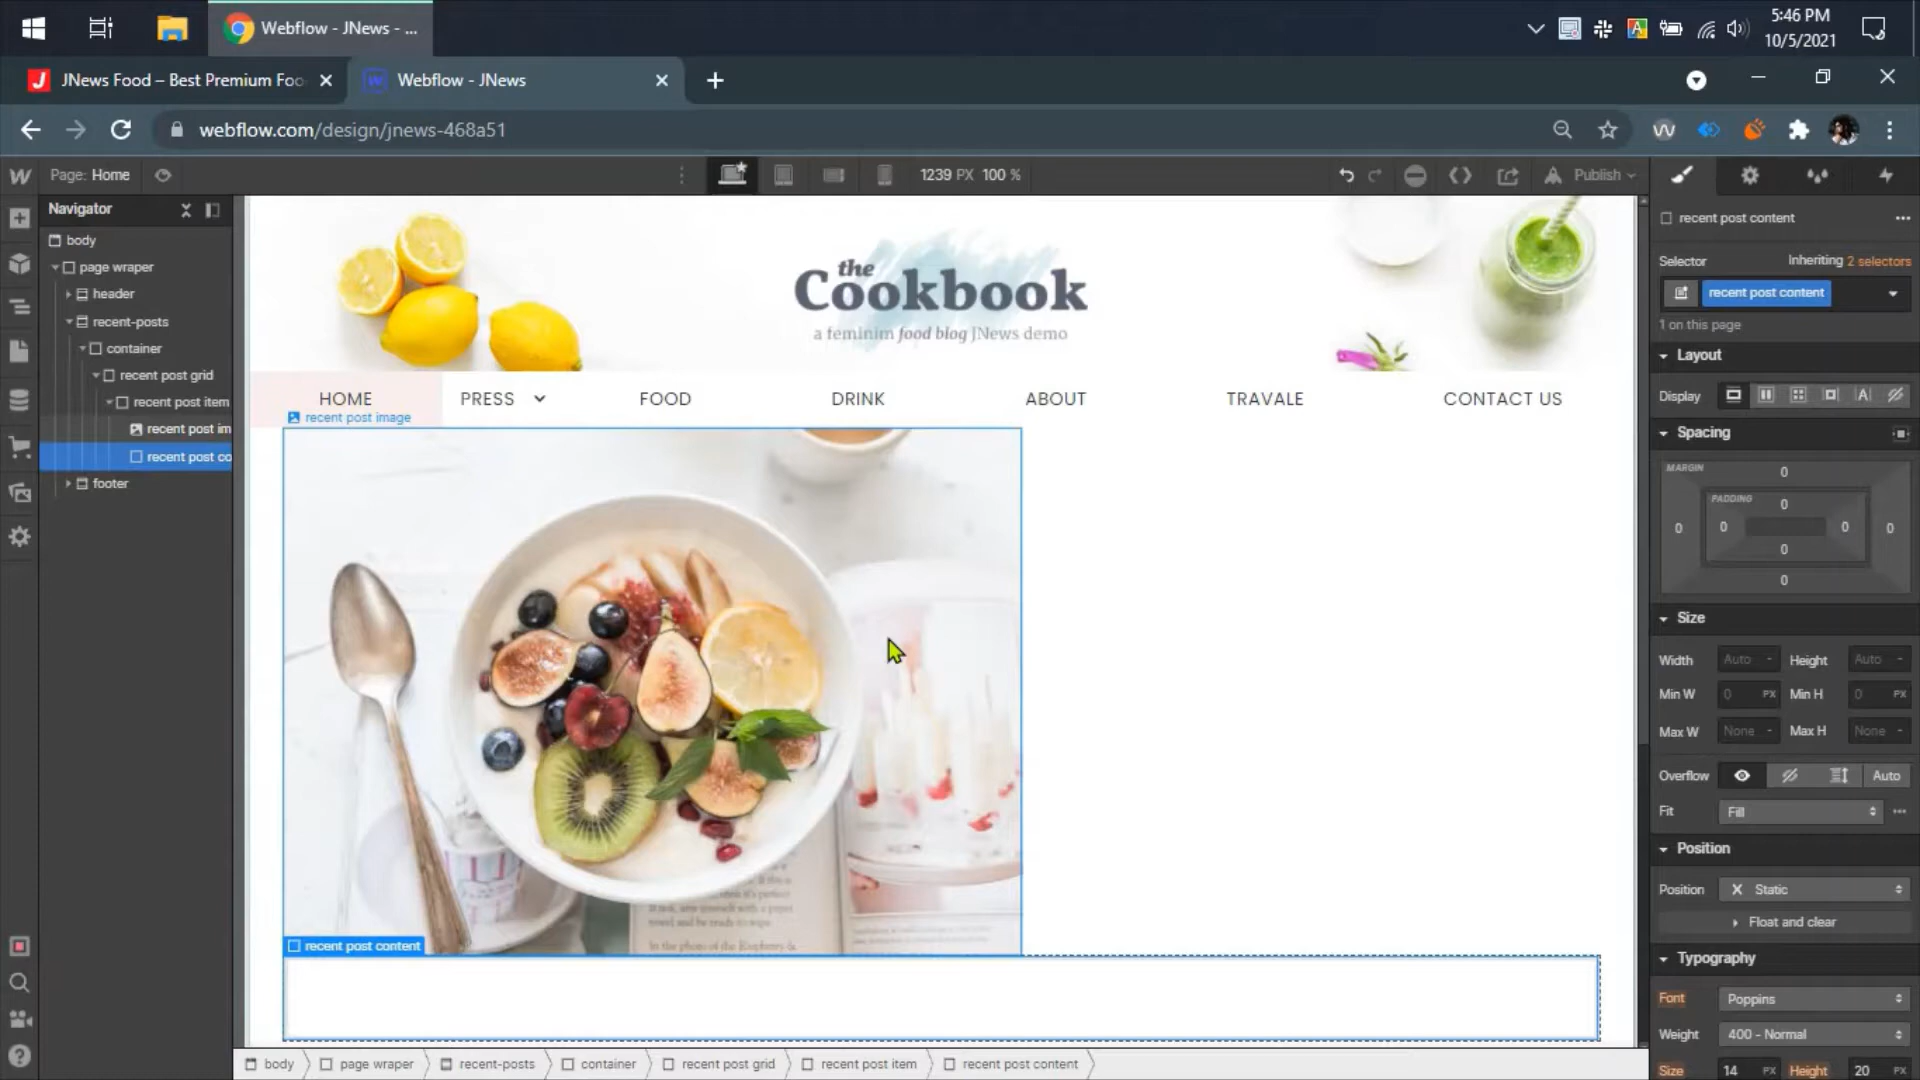 Webflow - JNews - ...
5:46 PM
10/5/2021
JNews Food – Best Premium Foo
Webflow - JNews
webflow.com/design/jnews-468a51
Page: Home
1239 PX 100 %
Publish
Navigator
body
page wraper
header
recent-posts
container
recent post grid
recent post item
recent post im
recent post co
footer
the
Cookbook
a feminim food blog JNews demo
HOME
PRESS
FOOD
DRINK
ABOUT
TRAVALE
CONTACT US
recent post image
recent post content
body
page wraper
recent-posts
container
recent post grid
recent post item
recent post content
recent post content
Selector
Inheriting 2 selectors
recent post content
1 on this page
Layout
Display
Spacing
MARGIN
0
PADDING
0
0 0 0 0
0
0
Size
Width Auto - Height Auto -
Min W 0 PX Min H 0 PX
Max W None - Max H None -
Overflow Auto
Fit Fill
Position
Position Static
Float and clear
Typography
Font Poppins
Weight 400 - Normal
Size 14 PX Height 20 PX